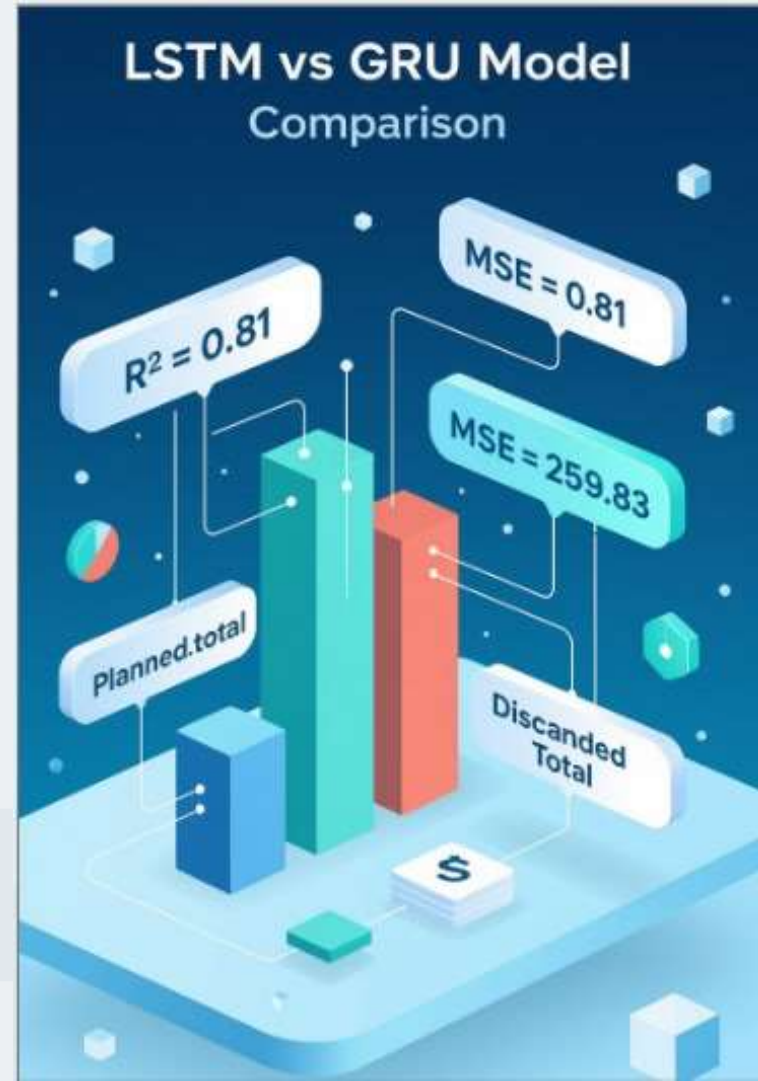 LSTM vs GRU Model
Comparison
MSE = 0.81
R² = 0.81
MSE = 259.83
Planned.total
Discanded
Total
$